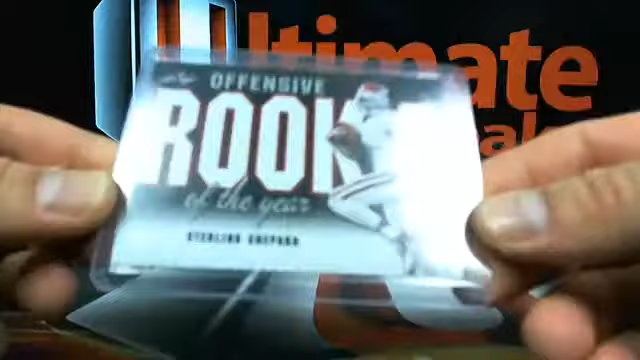 Ultimate
OFFENSIVE
ROOK
of the year
STERLING SHEPARD